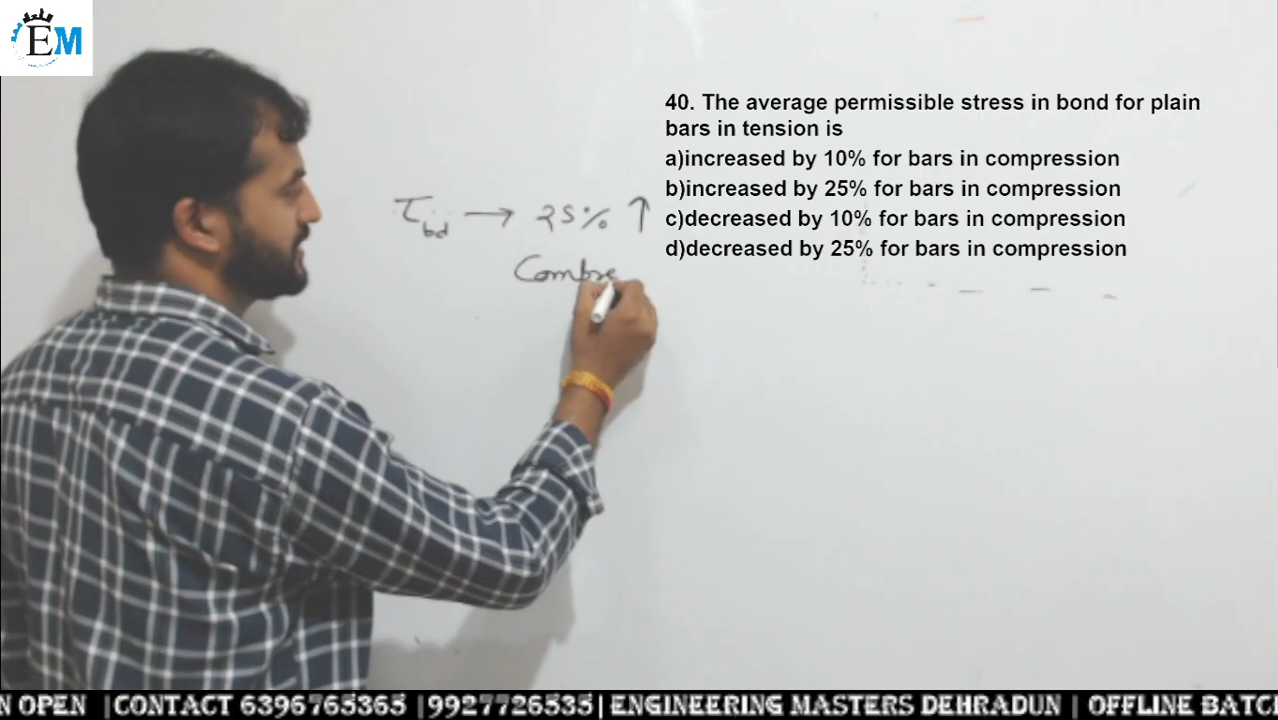 EM
40. The average permissible stress in bond for plain
bars in tension is
a)increased by 10% for bars in compression
b)increased by 25% for bars in compression
c)decreased by 10% for bars in compression
d)decreased by 25% for bars in compression
τbd → 25% ↑
Compre
N OPEN |CONTACT 6396765365 |9927726535| ENGINEERING MASTERS DEHRADUN | OFFLINE BATC